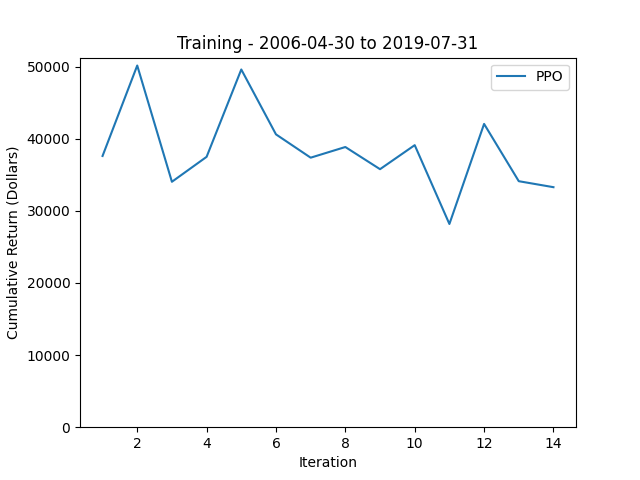 Training - 2006-04-30 to 2019-07-31
PPO
Cumulative Return (Dollars)
50000
40000
30000
20000
10000
0
2 4 6 8 10 12 14
Iteration